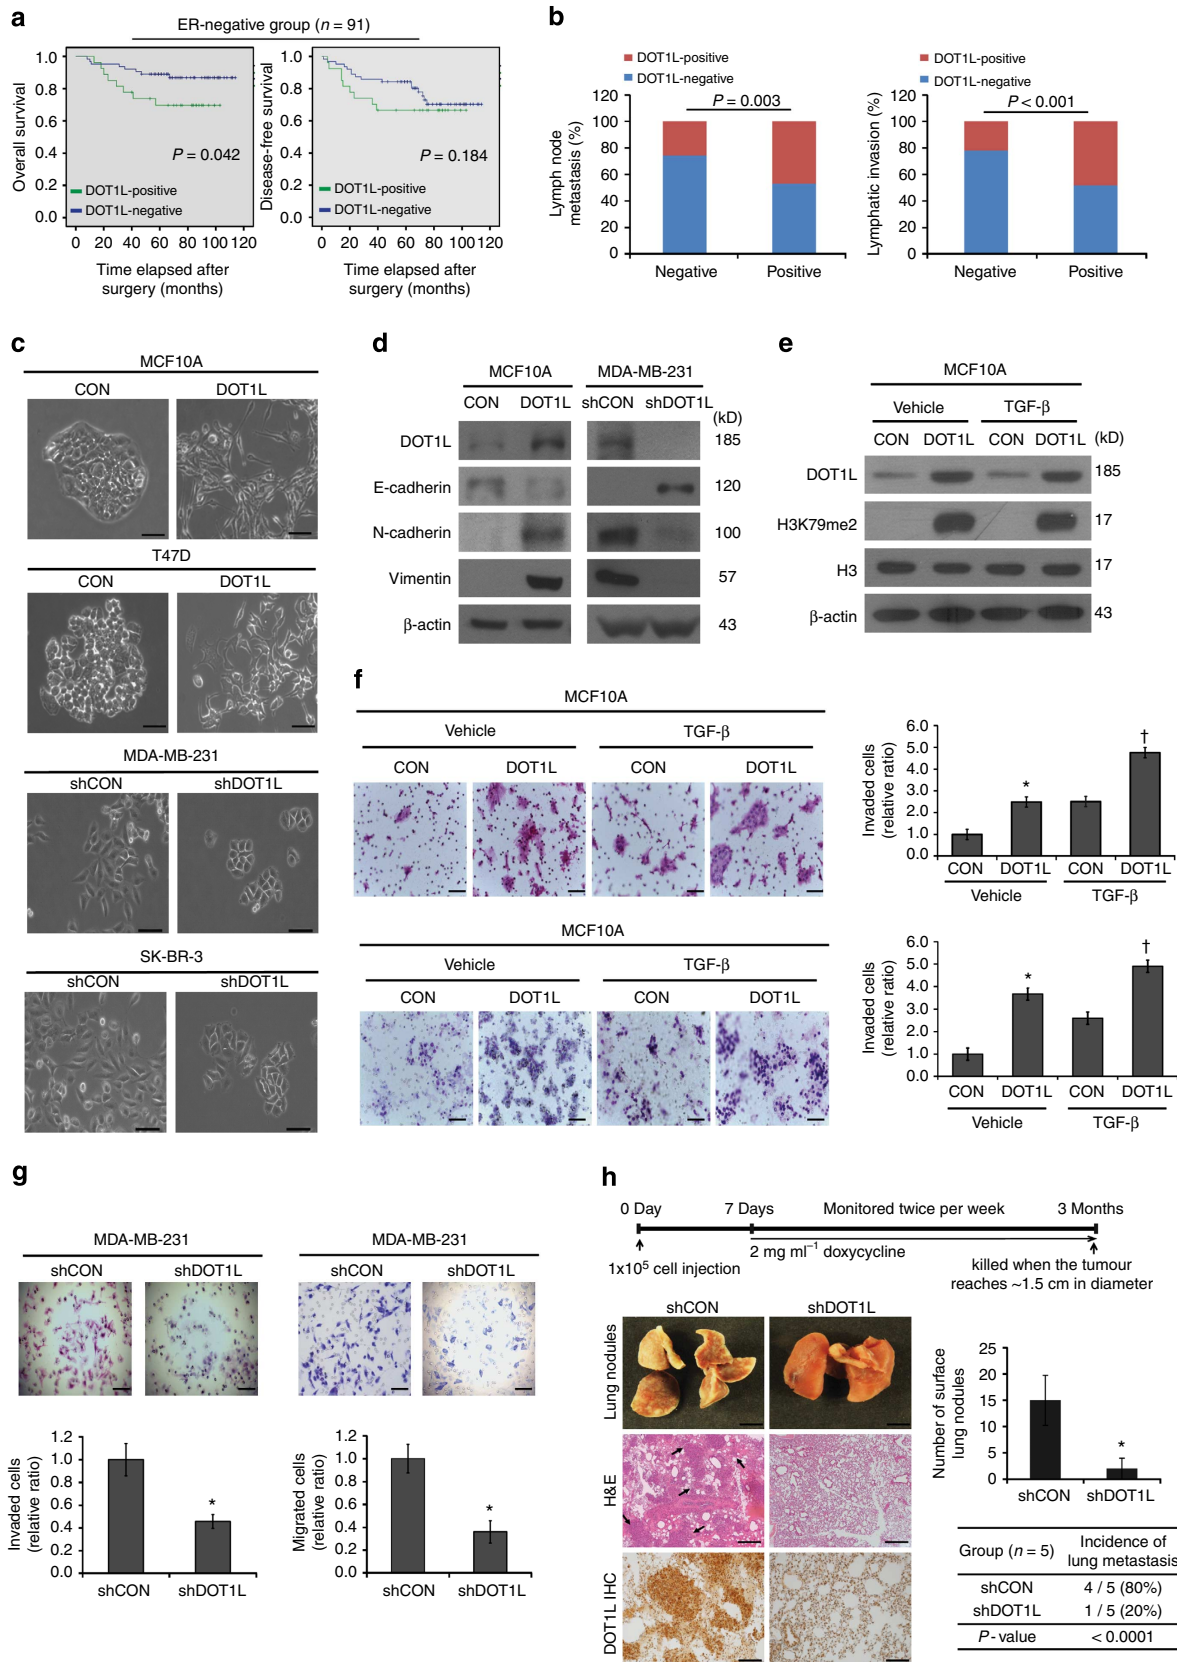 a
ER-negative group (n = 91)
Overall survival
1.0
0.8
0.6
0.4
0.2
0.0
P = 0.042
DOT1L-positive
DOT1L-negative
0 20 40 60 80 100 120
Time elapsed after
surgery (months)
Disease-free survival
1.0
0.8
0.6
0.4
0.2
0.0
P = 0.184
DOT1L-positive
DOT1L-negative
0 20 40 60 80 100 120
Time elapsed after
surgery (months)
b
DOT1L-positive
DOT1L-negative
Lymph node
metastasis (%)
120
100
80
60
40
20
0
P = 0.003
Negative Positive
DOT1L-positive
DOT1L-negative
Lymphatic invasion (%)
120
100
80
60
40
20
0
P < 0.001
Negative Positive
c
MCF10A
CON DOT1L
T47D
CON DOT1L
MDA-MB-231
shCON shDOT1L
SK-BR-3
shCON shDOT1L
d
MCF10A MDA-MB-231
CON DOT1L shCON shDOT1L
(kD)
DOT1L 185
E-cadherin 120
N-cadherin 100
Vimentin 57
β-actin 43
e
MCF10A
Vehicle TGF-β
CON DOT1L CON DOT1L (kD)
DOT1L 185
H3K79me2 17
H3 17
β-actin 43
f
MCF10A
Vehicle TGF-β
CON DOT1L CON DOT1L
Invaded cells
(relative ratio)
6.0
5.0
4.0
3.0
2.0
1.0
0.0
*
†
CON DOT1L CON DOT1L
Vehicle TGF-β
MCF10A
Vehicle TGF-β
CON DOT1L CON DOT1L
Invaded cells
(relative ratio)
6.0
5.0
4.0
3.0
2.0
1.0
0.0
*
†
CON DOT1L CON DOT1L
Vehicle TGF-β
g
MDA-MB-231
shCON shDOT1L
Invaded cells
(relative ratio)
1.2
1.0
0.8
0.6
0.4
0.2
0.0
*
shCON shDOT1L
MDA-MB-231
shCON shDOT1L
Migrated cells
(relative ratio)
1.2
1.0
0.8
0.6
0.4
0.2
0.0
*
shCON shDOT1L
h
0 Day 7 Days Monitored twice per week 3 Months
2 mg ml⁻¹ doxycycline
1x10⁵ cell injection
killed when the tumour
reaches ~1.5 cm in diameter
shCON shDOT1L
Lung nodules
H&E
DOT1L IHC
Number of surface
lung nodules
25
20
15
10
5
0
*
shCON shDOT1L
Group (n = 5) Incidence of
lung metastasis
shCON 4 / 5 (80%)
shDOT1L 1 / 5 (20%)
P - value < 0.0001